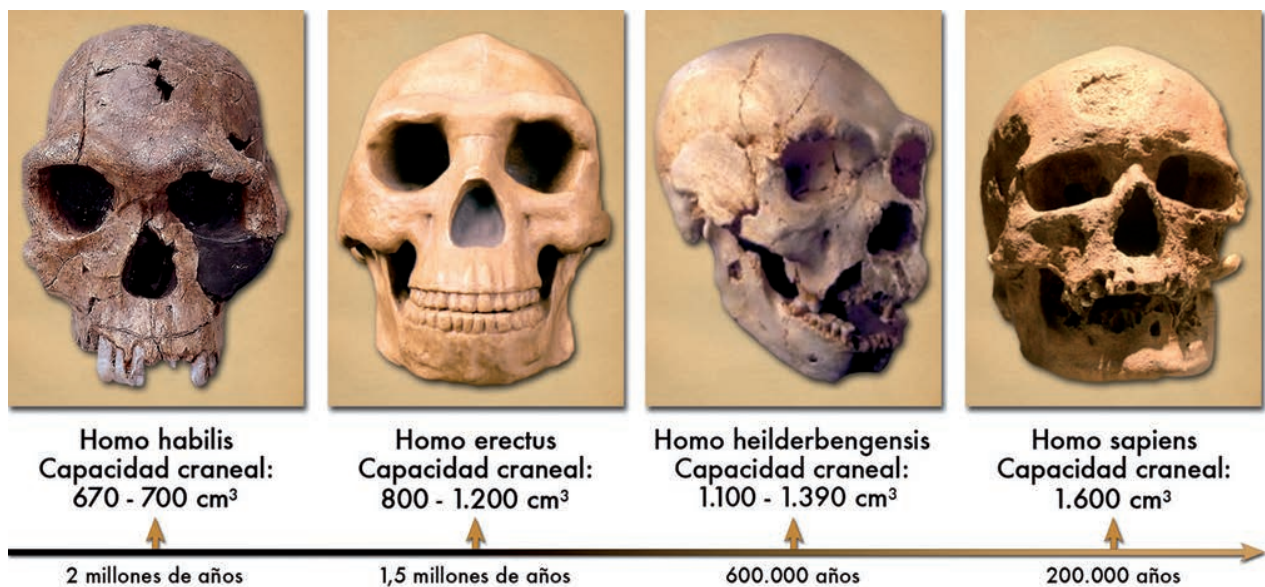 Homo habilis
Capacidad craneal:
670 - 700 cm³
Homo erectus
Capacidad craneal:
800 - 1.200 cm³
Homo heilderbengensis
Capacidad craneal:
1.100 - 1.390 cm³
Homo sapiens
Capacidad craneal:
1.600 cm³
2 millones de años
1,5 millones de años
600.000 años
200.000 años